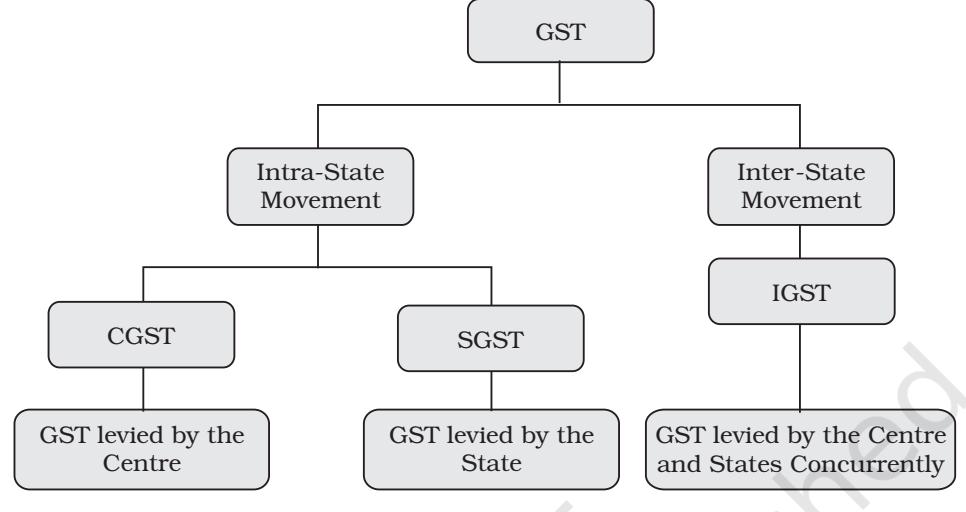 GST
Intra-State
Movement
Inter-State
Movement
CGST
SGST
IGST
GST levied by the
Centre
GST levied by the
State
GST levied by the Centre
and States Concurrently
hed